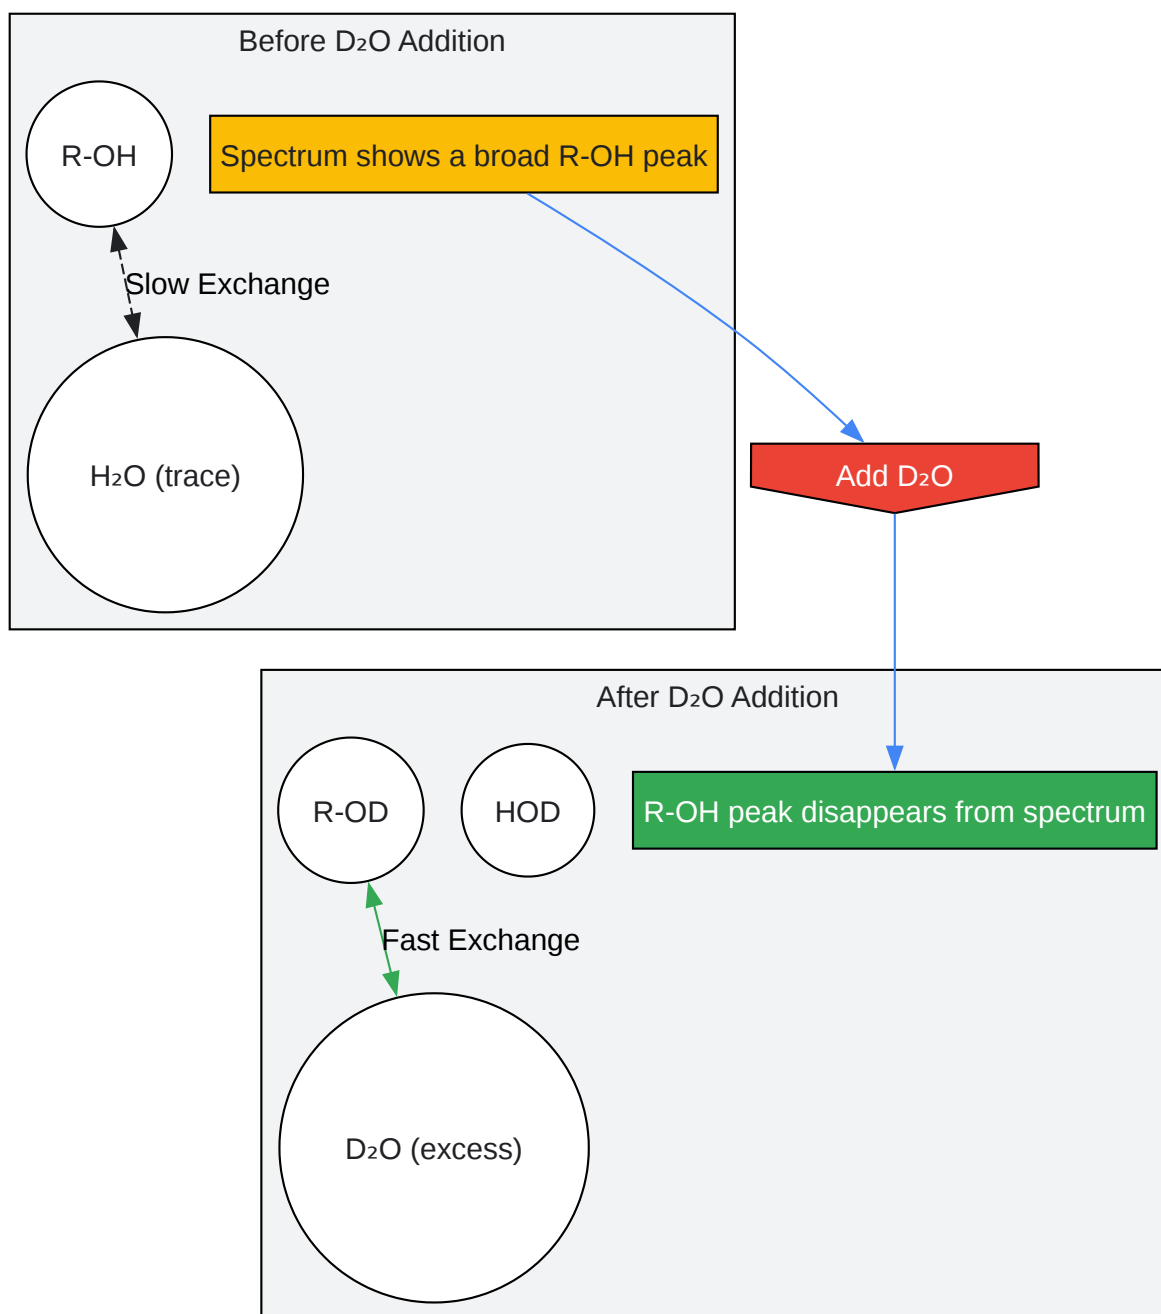 Before D₂O Addition
R-OH
Spectrum shows a broad R-OH peak
Slow Exchange
H₂O (trace)
Add D₂O
After D₂O Addition
R-OD
HOD
R-OH peak disappears from spectrum
Fast Exchange
D₂O (excess)